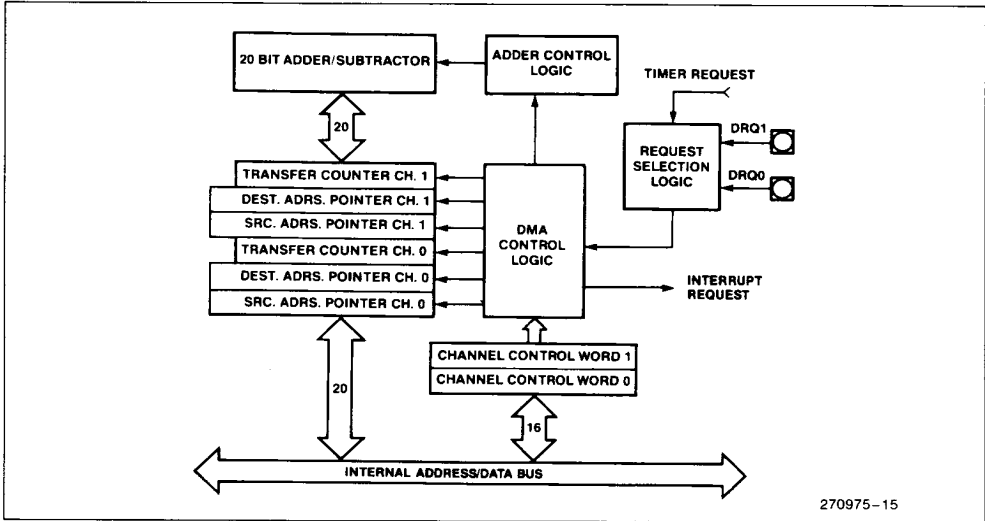 20 BIT ADDER/SUBTRACTOR
ADDER CONTROL
LOGIC
TIMER REQUEST
20
REQUEST
SELECTION
LOGIC
DRQ1
DRQ0
TRANSFER COUNTER CH. 1
DEST. ADRS. POINTER CH. 1
SRC. ADRS. POINTER CH. 1
TRANSFER COUNTER CH. 0
DEST. ADRS. POINTER CH. 0
SRC. ADRS. POINTER CH. 0
DMA
CONTROL
LOGIC
INTERRUPT
REQUEST
CHANNEL CONTROL WORD 1
CHANNEL CONTROL WORD 0
20
16
INTERNAL ADDRESS/DATA BUS
270975-15